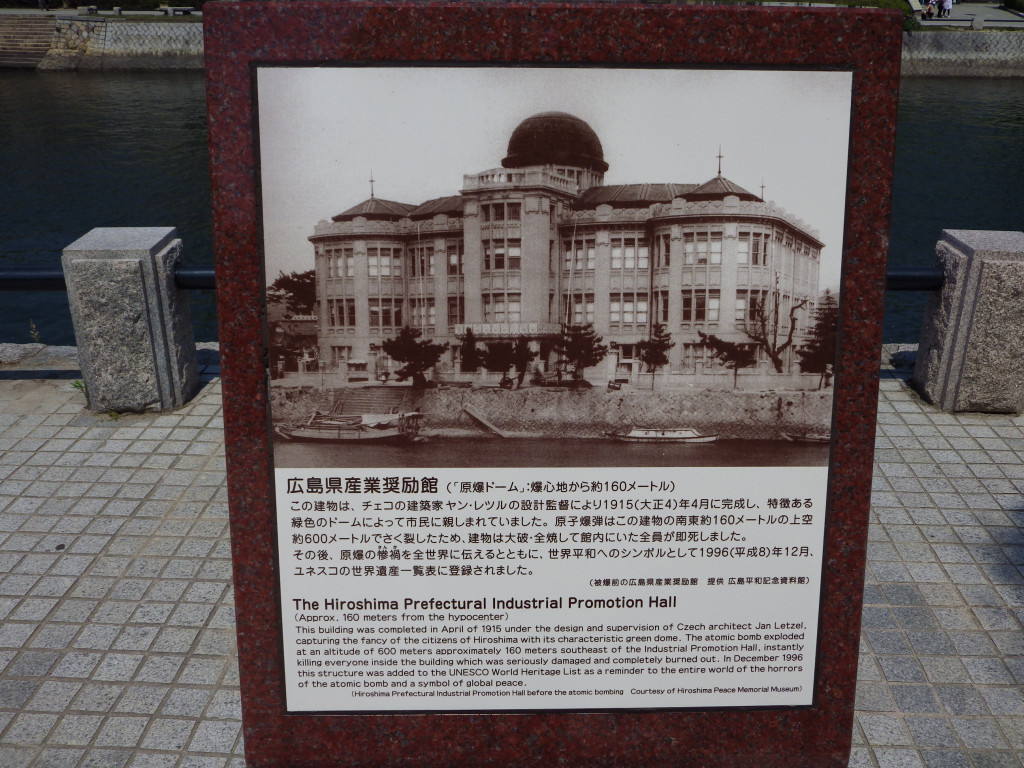 広島県産業奨励館 (「原爆ドーム」:爆心地から約160メートル)
この建物は、チェコの建築家 ヤン・レツルの設計監督により1915(大正4)年4月に完成し、特徴ある
緑色のドームによって市民に親しまれていました。原子爆弾はこの建物の南東約160メートルの上空
約600メートルでさく裂したため、建物は大破・全焼して館内にいた全員が即死しました。
その後、原爆の惨禍を全世界に伝えるとともに、世界平和へのシンボルとして1996(平成8)年12月、
ユネスコの世界遺産一覧表に登録されました。
(被爆前の広島県産業奨励館 提供 広島平和記念資料館)
The Hiroshima Prefectural Industrial Promotion Hall
(Approx. 160 meters from the hypocenter)
This building was completed in April of 1915 under the design and supervision of Czech architect Jan Letzel,
capturing the fancy of the citizens of Hiroshima with its characteristic green dome. The atomic bomb exploded
at an altitude of 600 meters approximately 160 meters southeast of the Industrial Promotion Hall, instantly
killing everyone inside the building which was seriously damaged and completely burned out. In December 1996
this structure was added to the UNESCO World Heritage List as a reminder to the entire world of the horrors
of the atomic bomb and a symbol of global peace.
(Hiroshima Prefectural Industrial Promotion Hall before the atomic bombing Courtesy of Hiroshima Peace Memorial Museum)